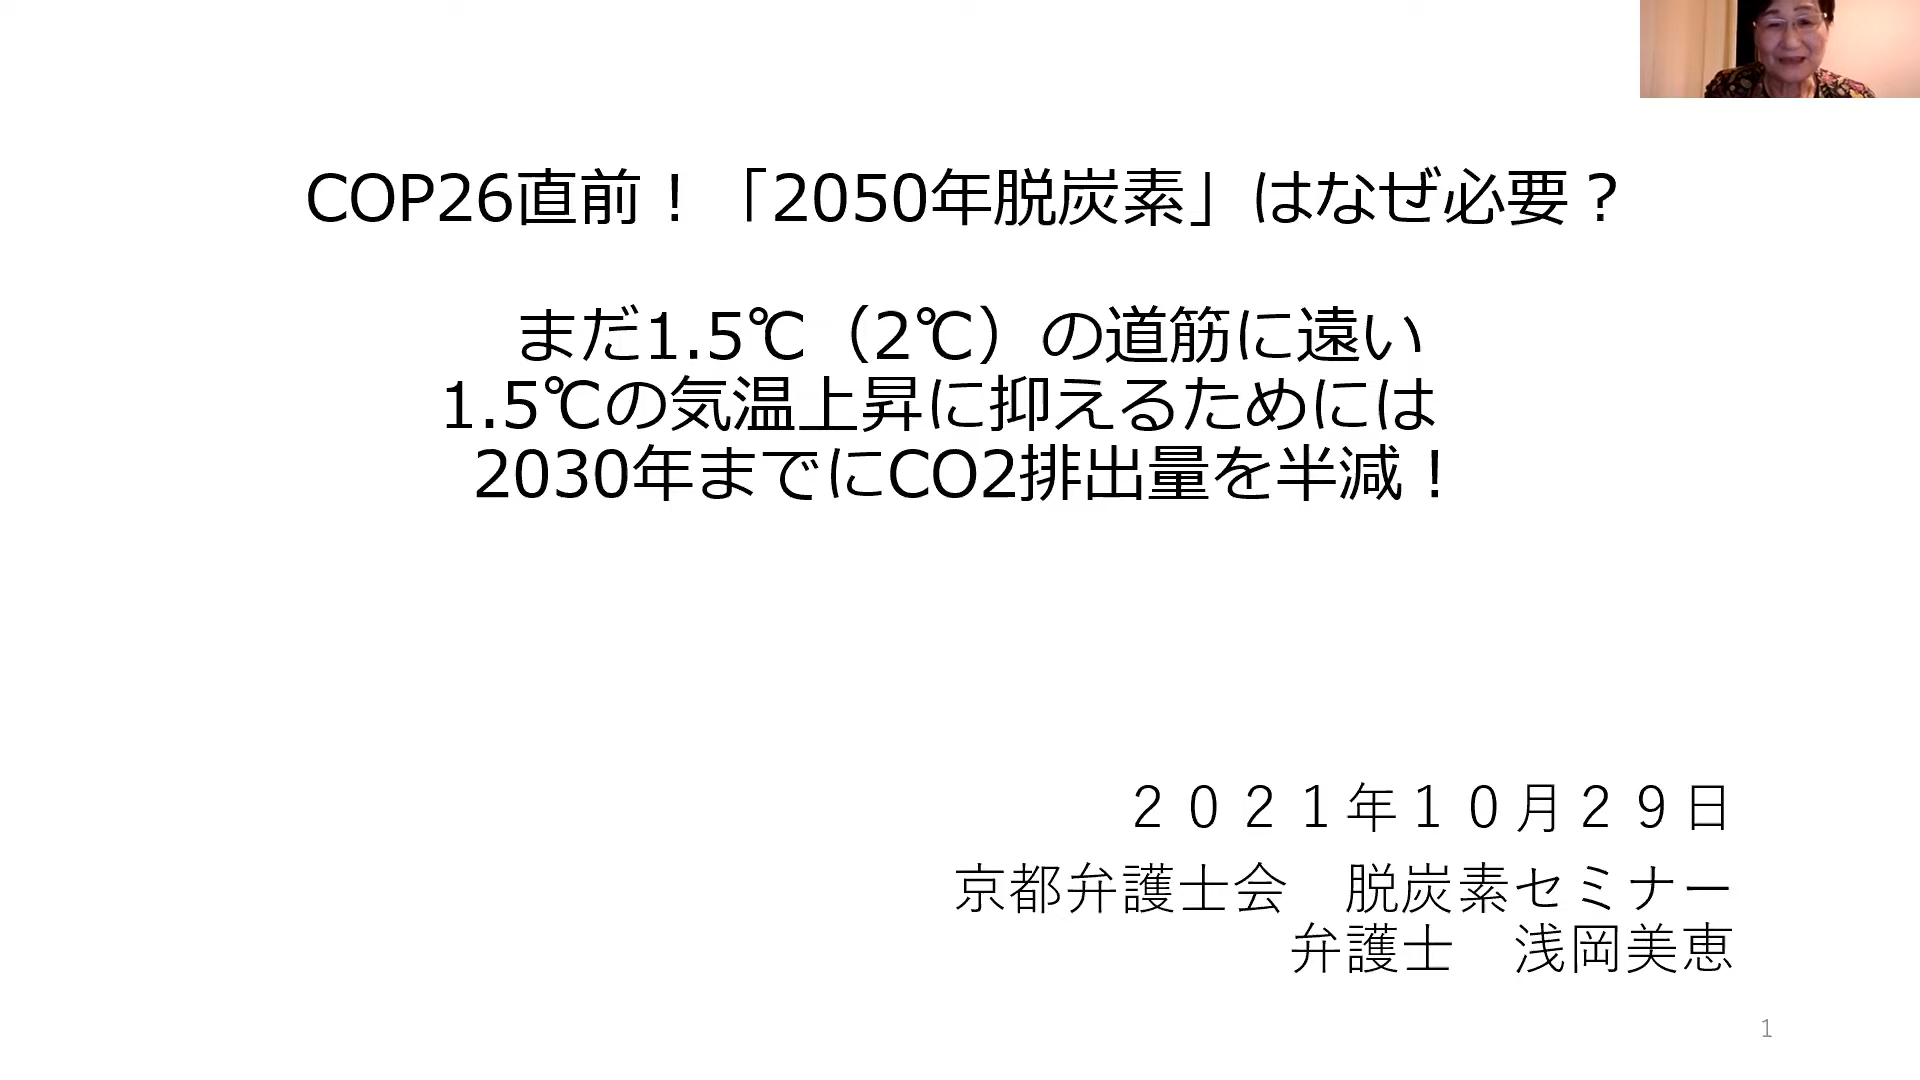 COP26直前！「2050年脱炭素」はなぜ必要？
まだ1.5℃（2℃）の道筋に遠い
1.5℃の気温上昇に抑えるためには
2030年までにCO2排出量を半減！
２０２１年１０月２９日
京都弁護士会　脱炭素セミナー
弁護士　浅岡美恵
1